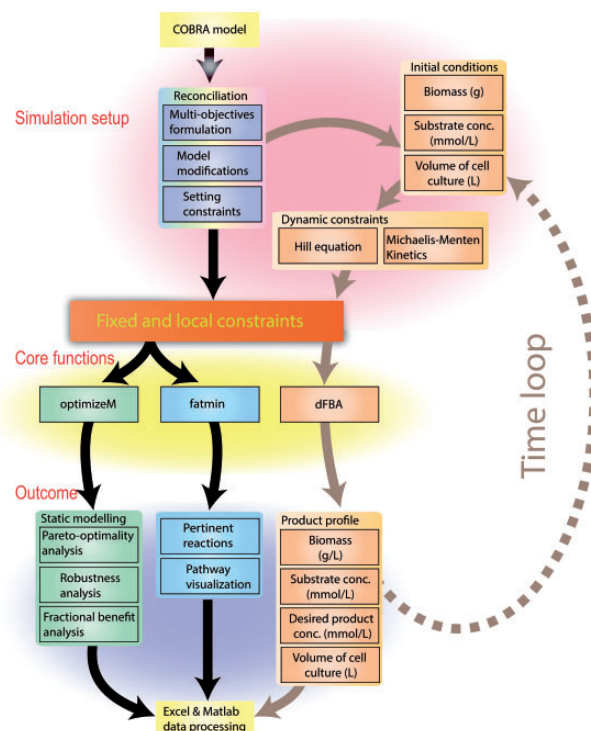 COBRA model
Simulation setup
Reconciliation
Multi-objectives
formulation
Model
modifications
Setting
constraints
Initial conditions
Biomass (g)
Substrate conc.
(mmol/L)
Volume of cell
culture (L)
Dynamic constraints
Hill equation
Michaelis-Menten
Kinetics
Fixed and local constraints
Core functions
optimizeM
fatmin
dFBA
Time loop
Outcome
Static modelling
Pareto-optimality
analysis
Robustness
analysis
Fractional benefit
analysis
Pertinent
reactions
Pathway
visualization
Product profile
Biomass
(g/L)
Substrate conc.
(mmol/L)
Desired product
conc. (mmol/L)
Volume of cell
culture (L)
Excel & Matlab
data processing